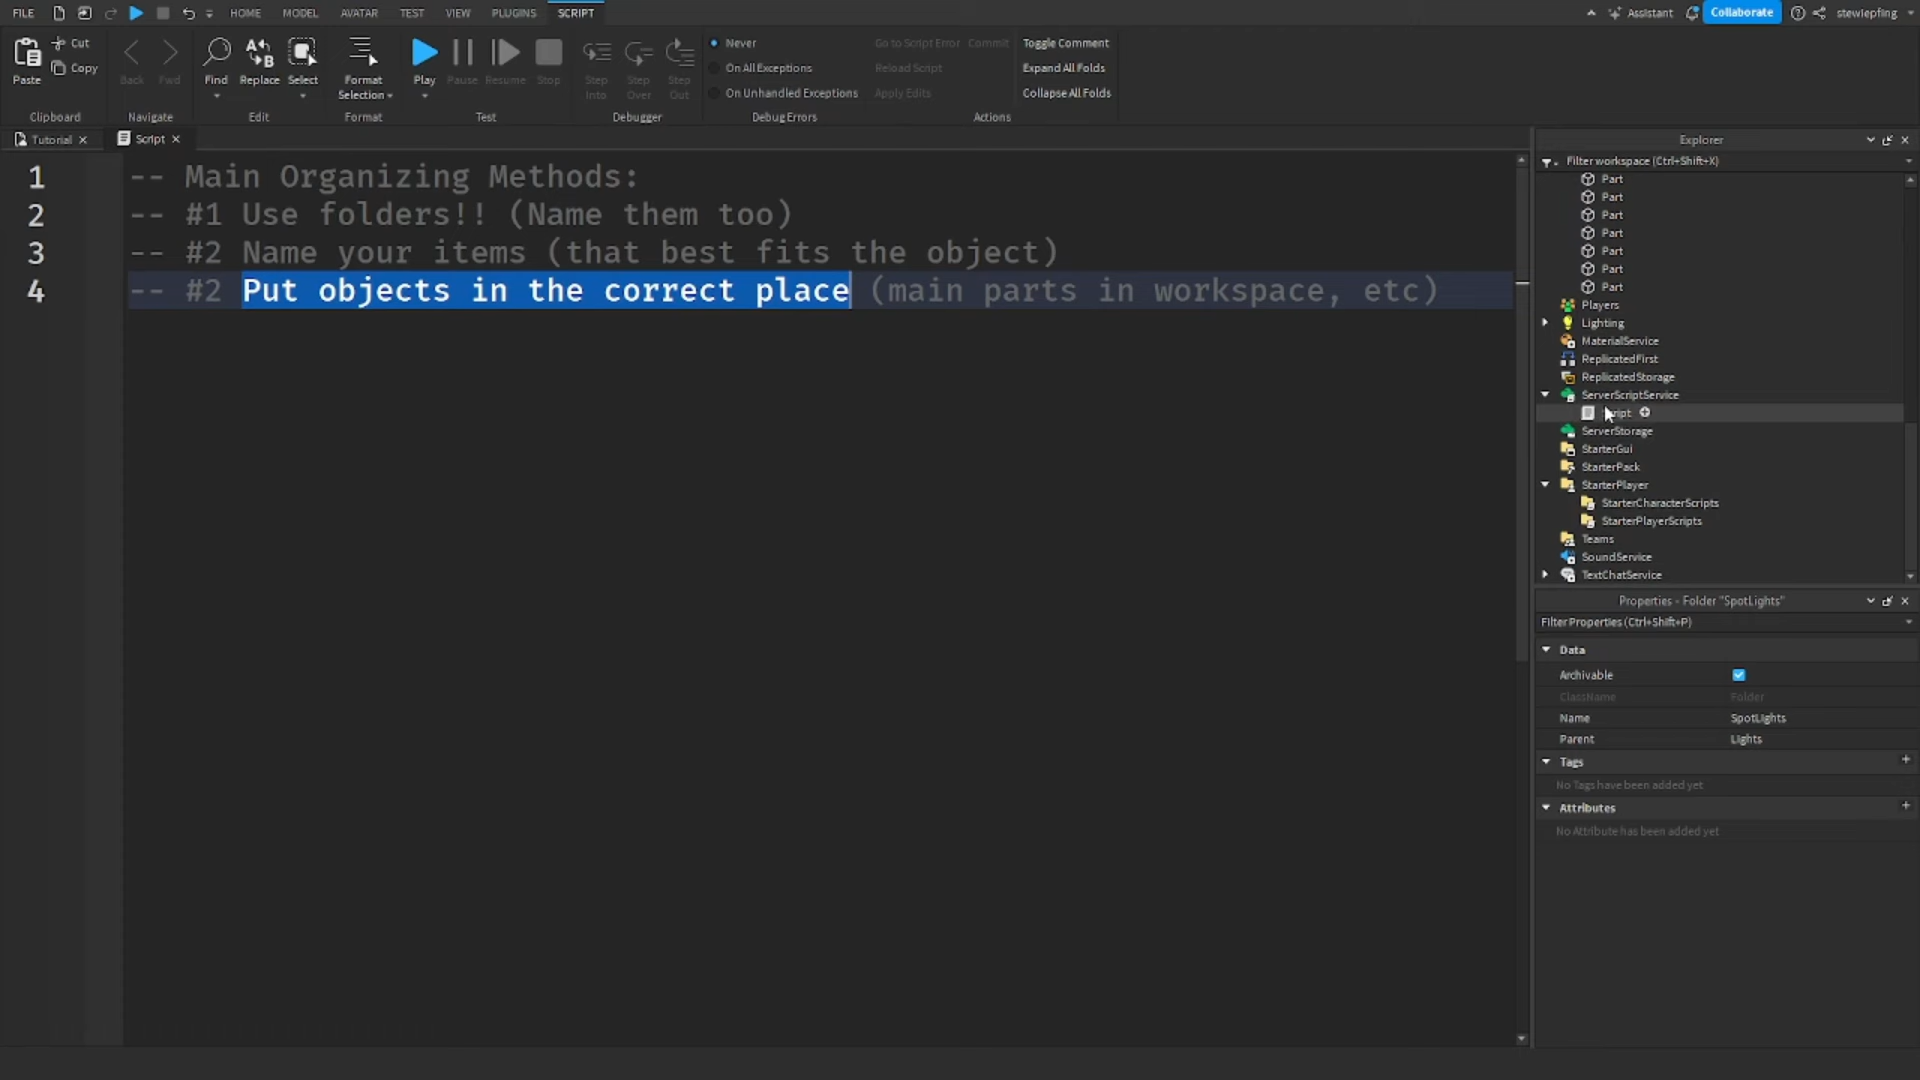 FILE HOME MODEL AVATAR TEST VIEW PLUGINS SCRIPT Assistant Collaborate stewiepfing
Paste Cut Copy
Back Fwd
Find Replace Select
Format Selection
Play Pause Resume Stop
Step Into Step Over Step Out
Never
On All Exceptions
On Unhandled Exceptions
Go to Script Error Commit
Reload Script
Apply Edits
Toggle Comment
Expand All Folds
Collapse All Folds
Clipboard Navigate Edit Format Test Debugger Debug Errors Actions
Tutorial Script
1 -- Main Organizing Methods:
2 -- #1 Use folders!! (Name them too)
3 -- #2 Name your items (that best fits the object)
4 -- #2 Put objects in the correct place (main parts in workspace, etc)
Explorer
Filter workspace (Ctrl+Shift+X)
Part
Part
Part
Part
Part
Part
Part
Players
Lighting
MaterialService
ReplicatedFirst
ReplicatedStorage
ServerScriptService
ServerStorage
StarterGui
StarterPack
StarterPlayer
StarterCharacterScripts
StarterPlayerScripts
Teams
SoundService
TextChatService
Properties - Folder "SpotLights"
Filter Properties (Ctrl+Shift+P)
Data
Archivable
ClassName Folder
Name SpotLights
Parent Lights
Tags
No Tags have been added yet
Attributes
No Attribute has been added yet